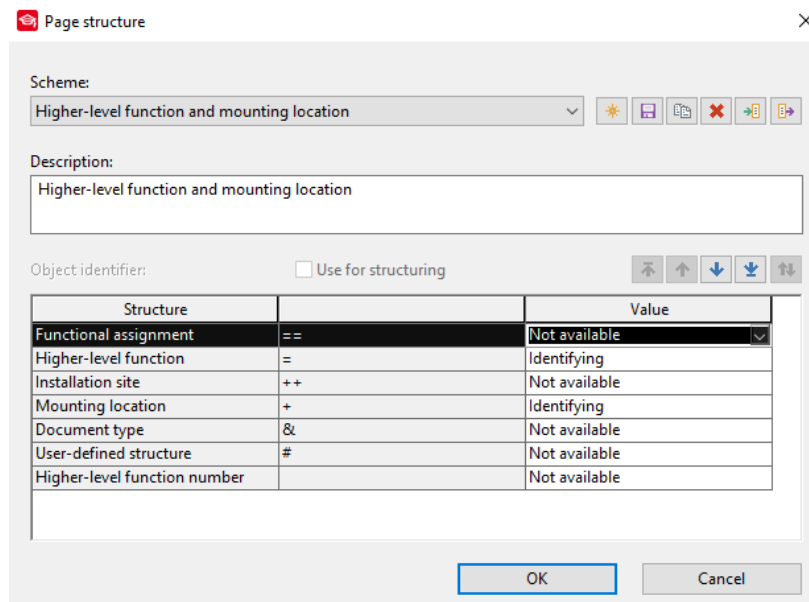 Page structure
Scheme:
Higher-level function and mounting location
Description:
Higher-level function and mounting location
Object identifier: Use for structuring
Structure Value
Functional assignment == Not available
Higher-level function = Identifying
Installation site ++ Not available
Mounting location + Identifying
Document type & Not available
User-defined structure # Not available
Higher-level function number Not available
OK Cancel